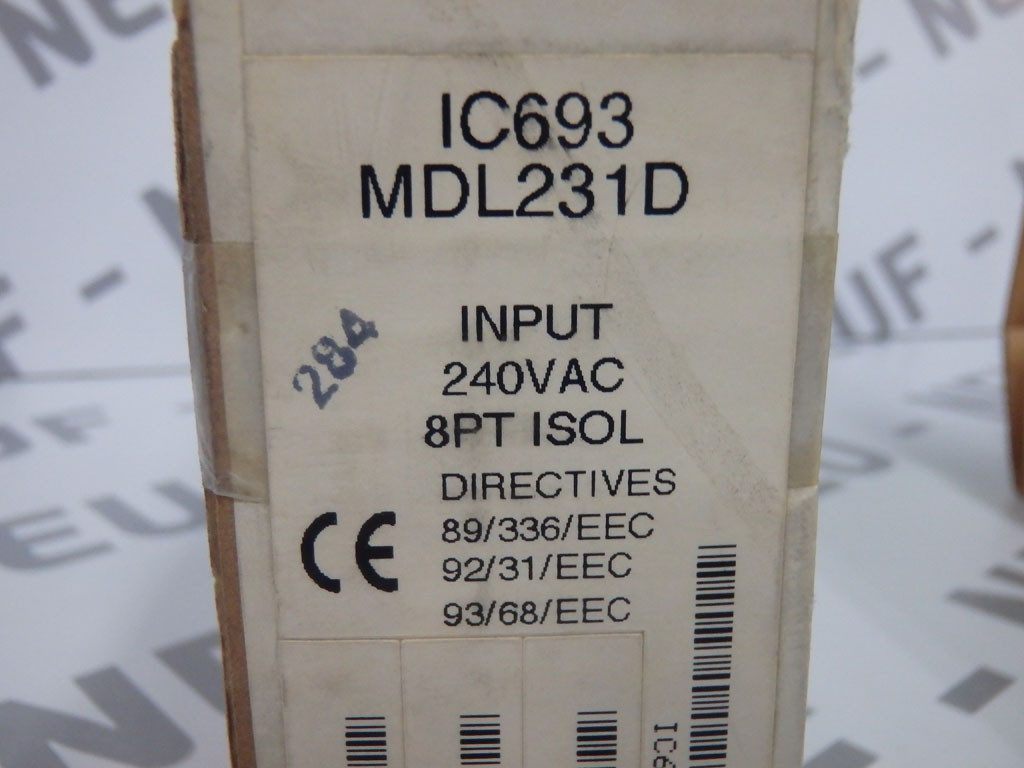 IC693
MDL231D
284
INPUT
240VAC
8PT ISOL
DIRECTIVES
CE
89/336/EEC
92/31/EEC
93/68/EEC